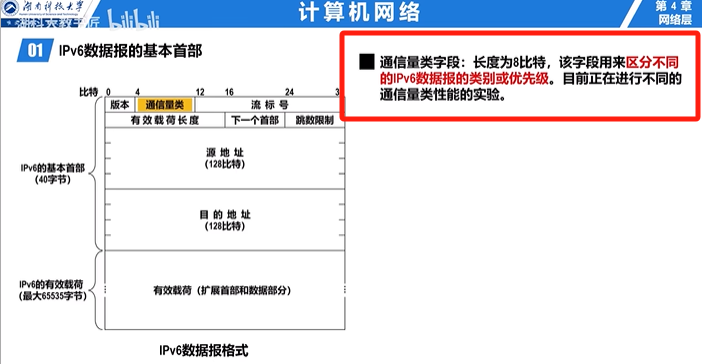 湖南科技大学
计算机网络
第 4 章
网络层
湖科大教书匠 bilibili
01 IPv6数据报的基本首部
■ 通信量类字段：长度为8比特，该字段用来区分不同
的IPv6数据报的类别或优先级。目前正在进行不同的
通信量类性能的实验。
比特 0 4 12 16 24 3
版本 通信量类 流 标 号
有 效 载 荷 长 度 下一个首部 跳数限制
IPv6的基本首部
(40字节)
源 地 址
(128比特)
目 的 地 址
(128比特)
IPv6的有效载荷
(最大65535字节)
有效载荷（扩展首部和数据部分）
IPv6数据报格式